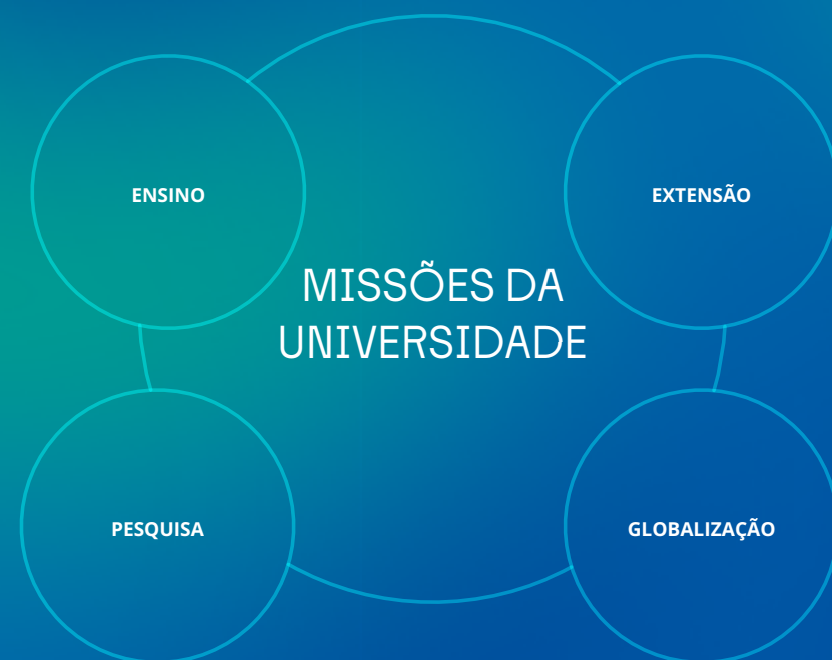 ENSINO
EXTENSÃO
MISSÕES DA
UNIVERSIDADE
PESQUISA
GLOBALIZAÇÃO